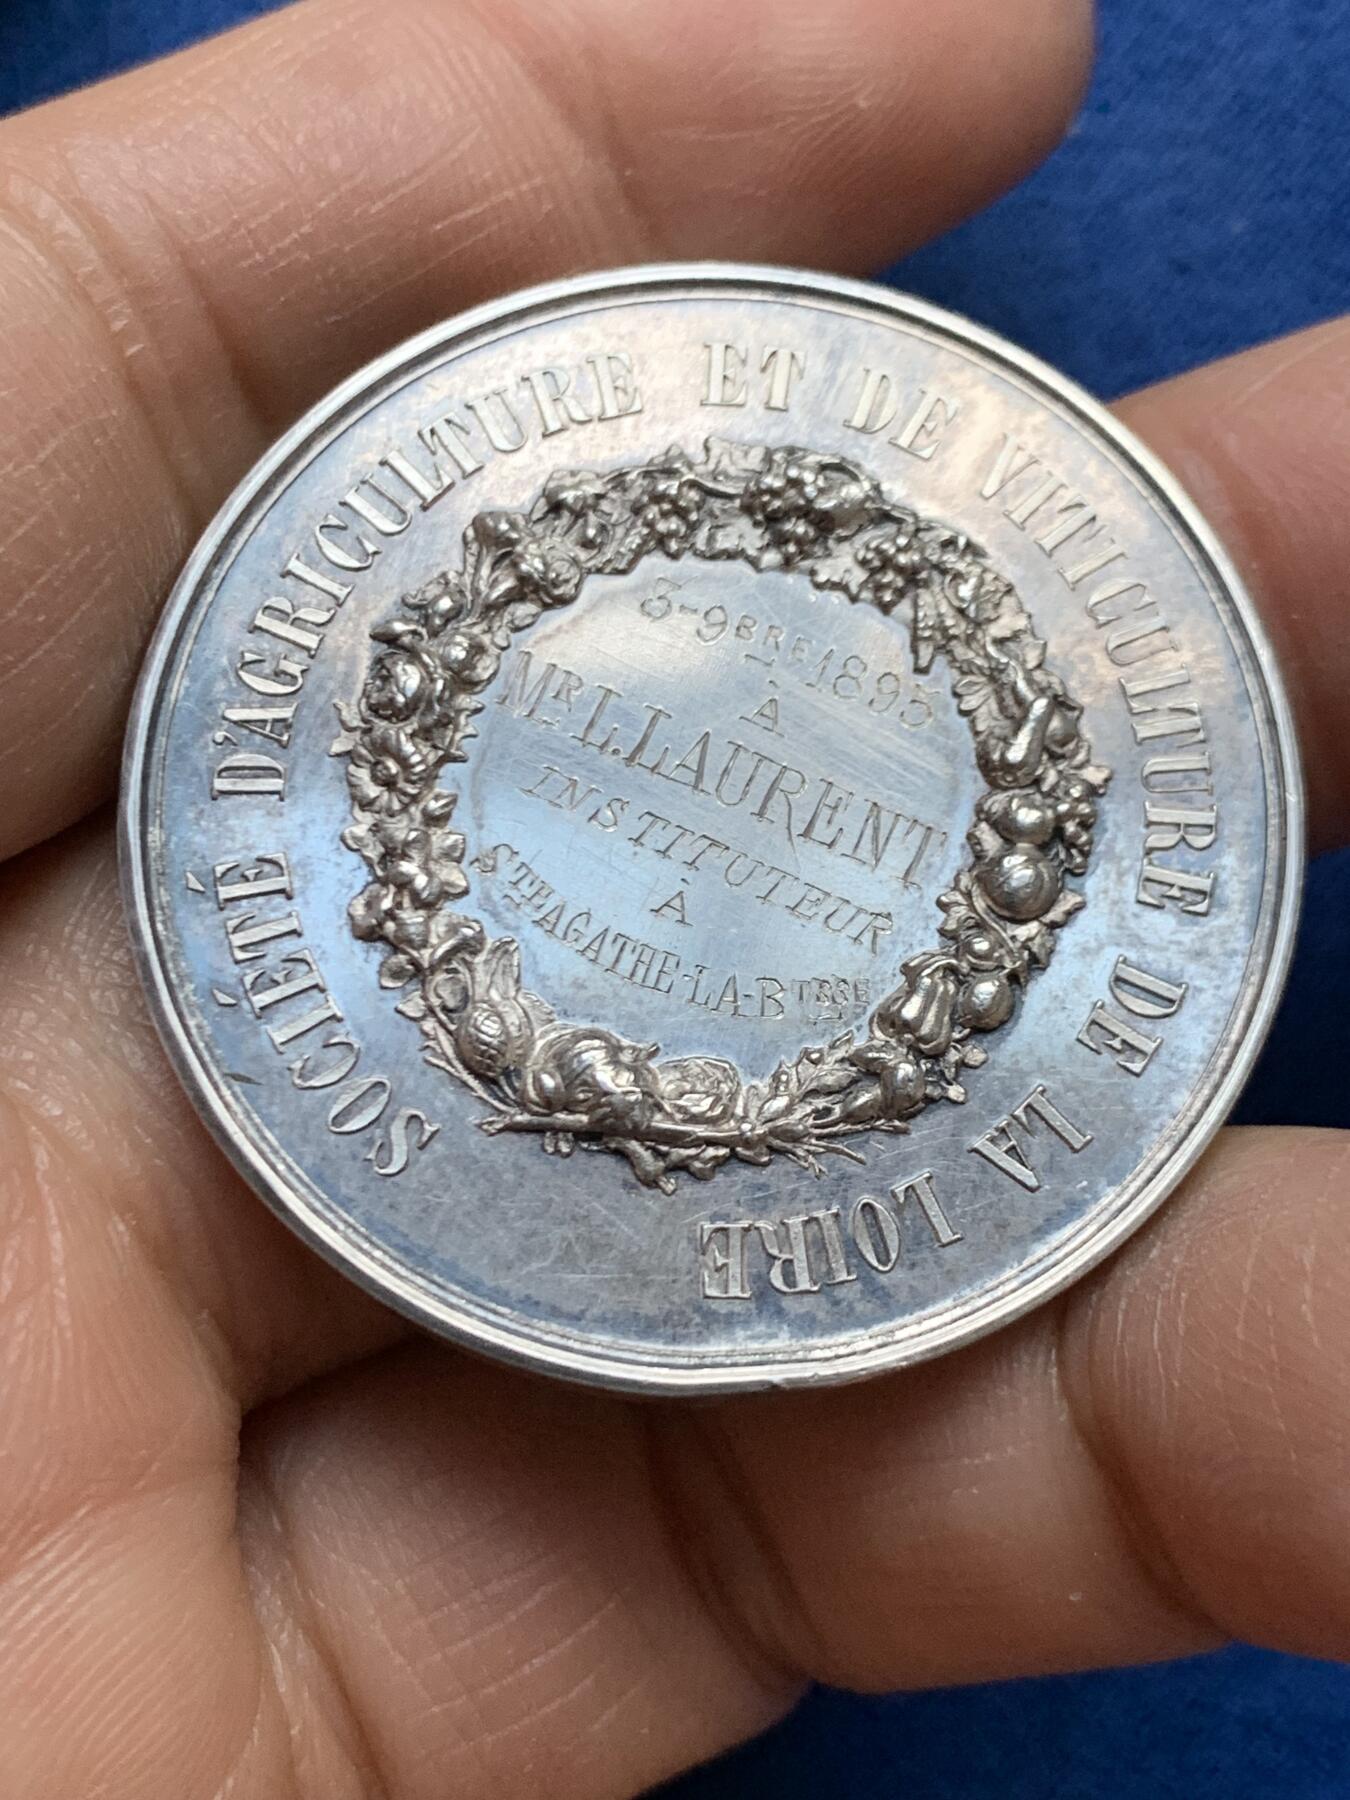 SOCIÉTÉ D'AGRICULTURE ET DE VITICULTURE DE LA LOIRE
3-9BRE 1895
À
MR L. LAURENT
INSTITUTEUR
À
STE AGATHE-LA-BTESSE